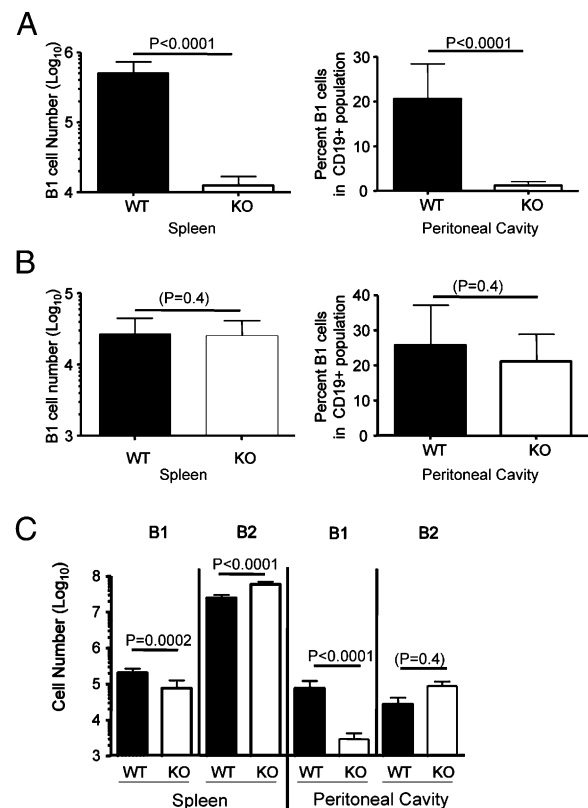 A
P<0.0001
B1 cell Number (Log10)
6
5
4
WT KO
Spleen
P<0.0001
Percent B1 cells
in CD19+ population
30
20
10
0
WT KO
Peritoneal Cavity
B
(P=0.4)
B1 cell number (Log10)
5
4
3
WT KO
Spleen
(P=0.4)
Percent B1 cells
in CD19+ population
40
30
20
10
0
WT KO
Peritoneal Cavity
C
B1 B2 B1 B2
Cell Number (Log10)
8
7
6
5
4
3
P=0.0002
P<0.0001
P<0.0001
(P=0.4)
WT KO WT KO WT KO WT KO
Spleen Peritoneal Cavity